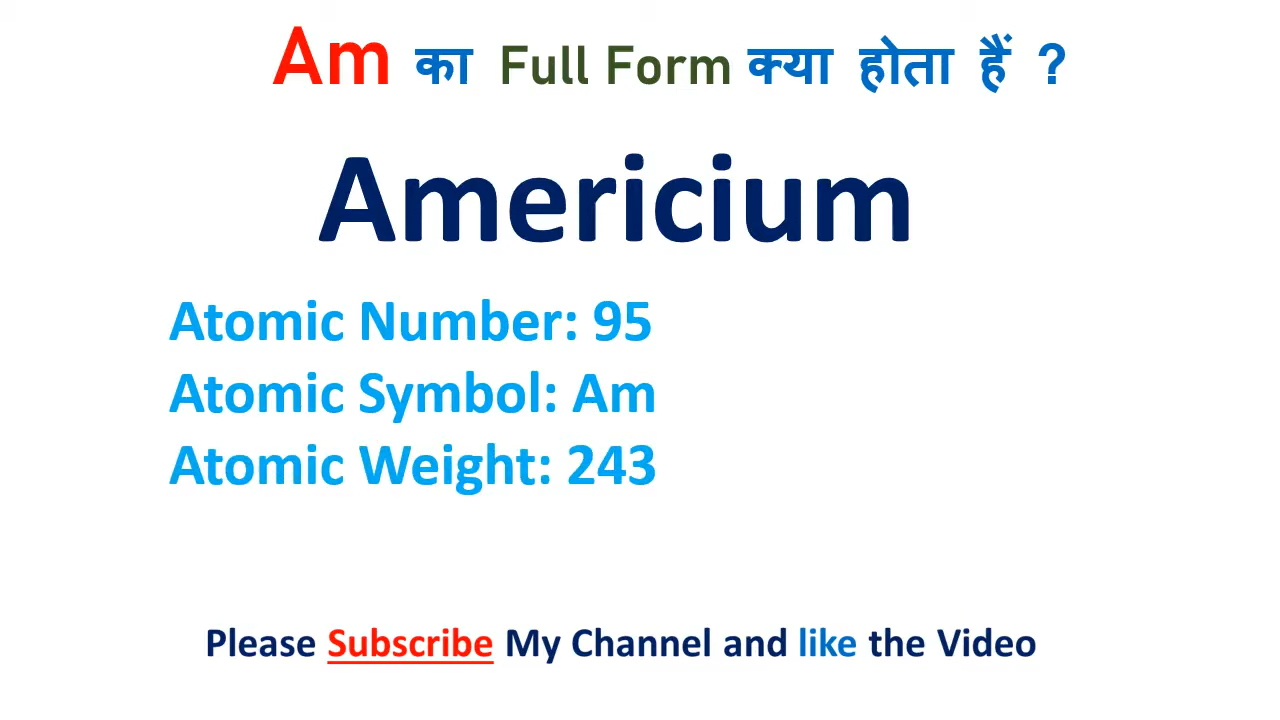 Am का Full Form क्या होता हैं ?
Americium
Atomic Number: 95
Atomic Symbol: Am
Atomic Weight: 243
Please Subscribe My Channel and like the Video